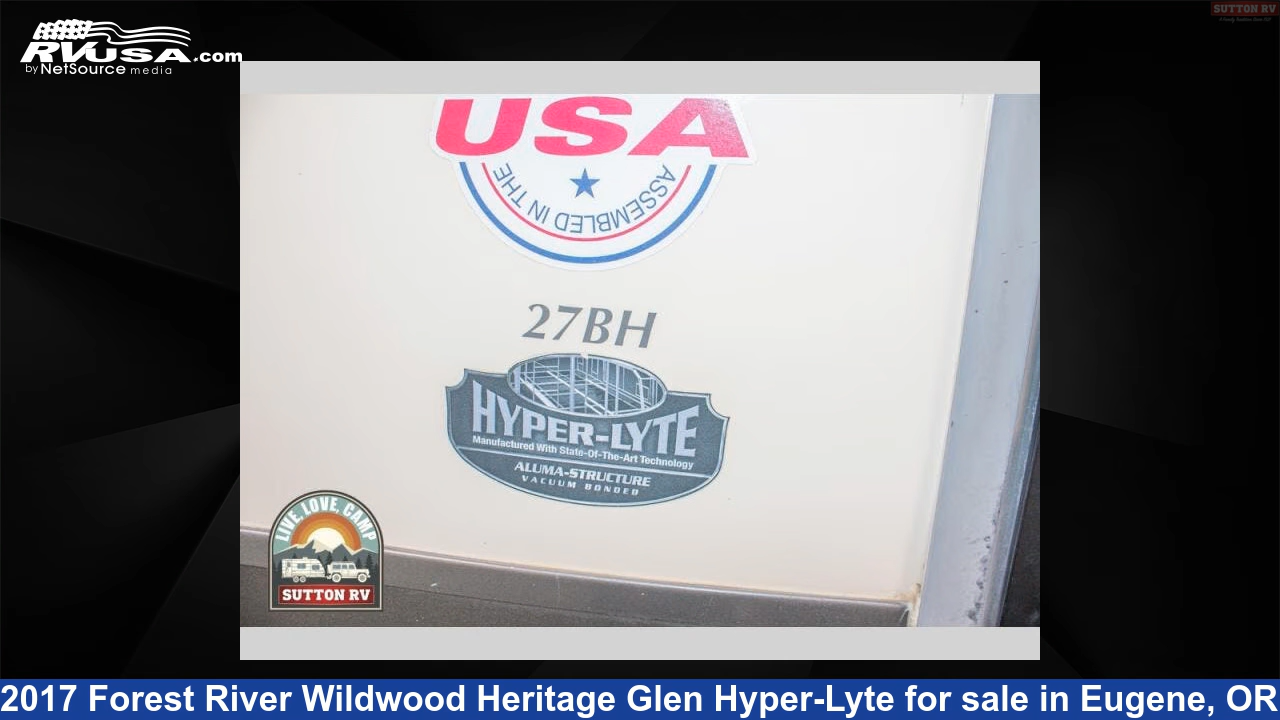 SUTTON RV
RVUSA.com
by NetSource media
USA
ASSEMBLED IN THE
27BH
HYPER-LYTE
Manufactured With State-Of-The-Art Technology
ALUMA-STRUCTURE
VACUUM BONDED
LIVE, LOVE, CAMP
SUTTON RV
2017 Forest River Wildwood Heritage Glen Hyper-Lyte for sale in Eugene, OR